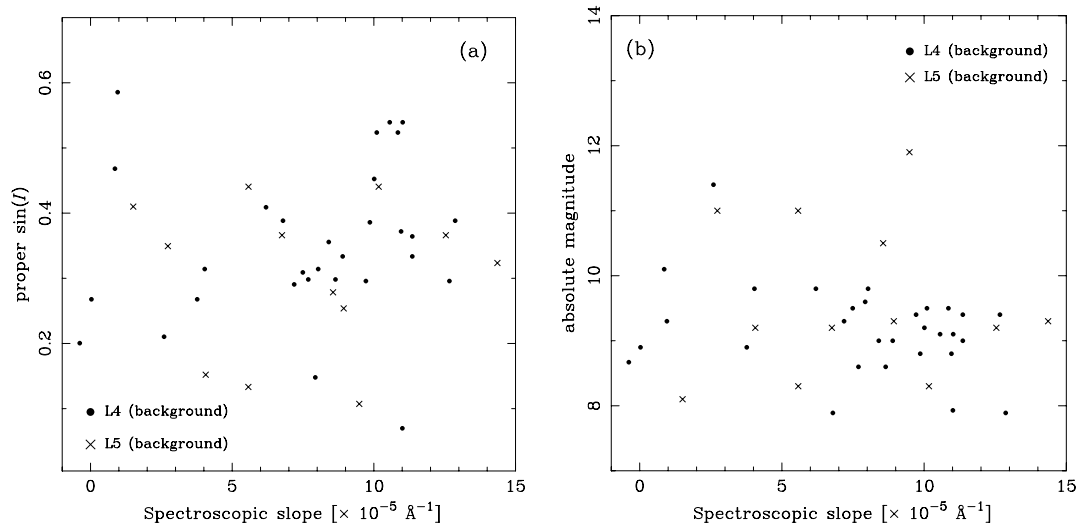 (a)
0.6
0.4
0.2
proper sin(I)
L4 (background)
L5 (background)
0 5 10 15
Spectroscopic slope [× 10⁻⁵ Å⁻¹]
(b)
L4 (background)
L5 (background)
14
12
10
8
absolute magnitude
0 5 10 15
Spectroscopic slope [× 10⁻⁵ Å⁻¹]